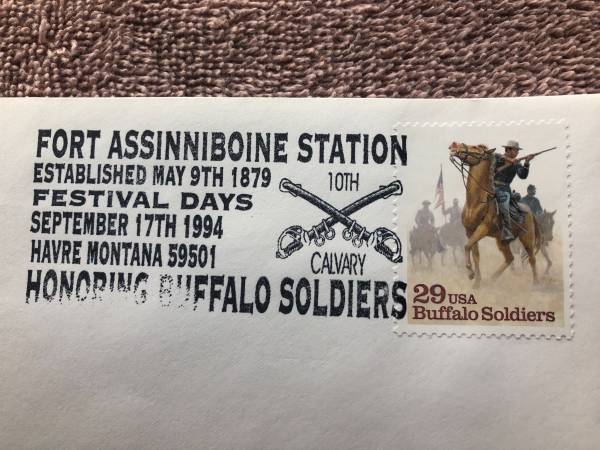 FORT ASSINNIBOINE STATION
ESTABLISHED MAY 9TH 1879
FESTIVAL DAYS
SEPTEMBER 17TH 1994
HAVRE MONTANA 59501
HONORING BUFFALO SOLDIERS
10TH
CALVARY
29 USA
Buffalo Soldiers